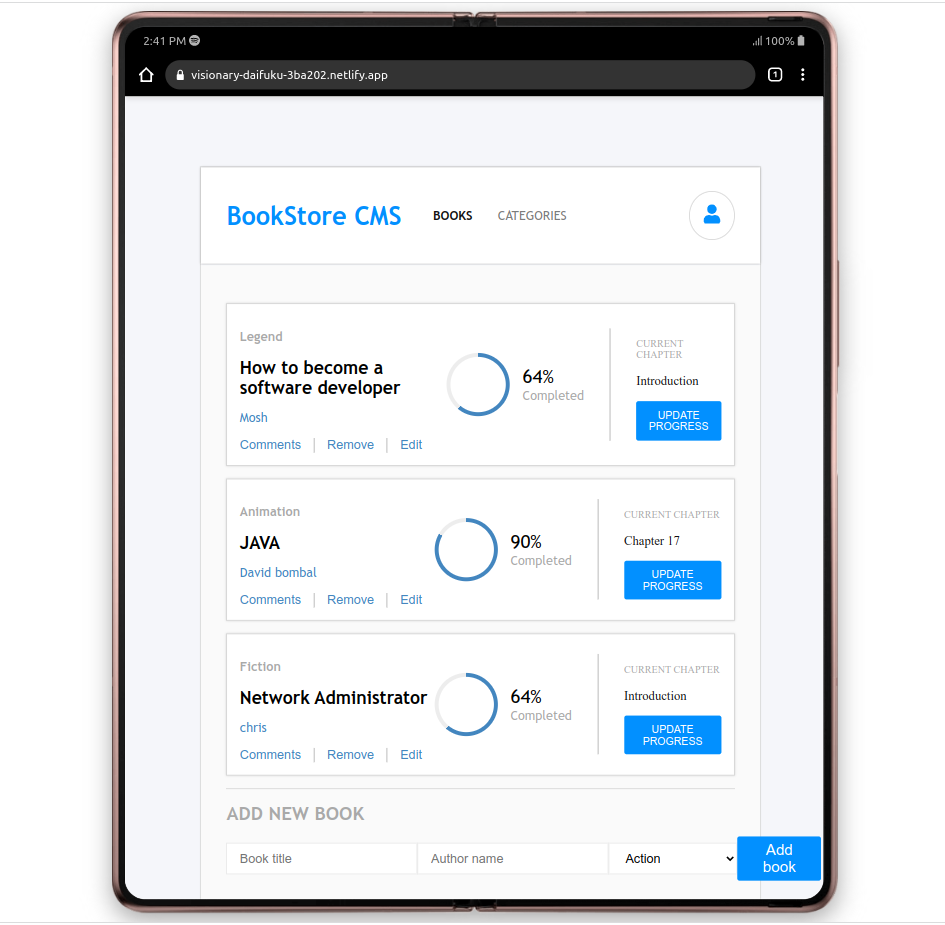 2:41 PM
100%
visionary-daifuku-3ba202.netlify.app
1
BookStore CMS
BOOKS
CATEGORIES
Legend
How to become a
software developer
Mosh
Comments | Remove | Edit
64%
Completed
CURRENT
CHAPTER
Introduction
UPDATE
PROGRESS
Animation
JAVA
David bombal
Comments | Remove | Edit
90%
Completed
CURRENT CHAPTER
Chapter 17
UPDATE
PROGRESS
Fiction
Network Administrator
chris
Comments | Remove | Edit
64%
Completed
CURRENT CHAPTER
Introduction
UPDATE
PROGRESS
ADD NEW BOOK
Book title
Author name
Action
Add
book